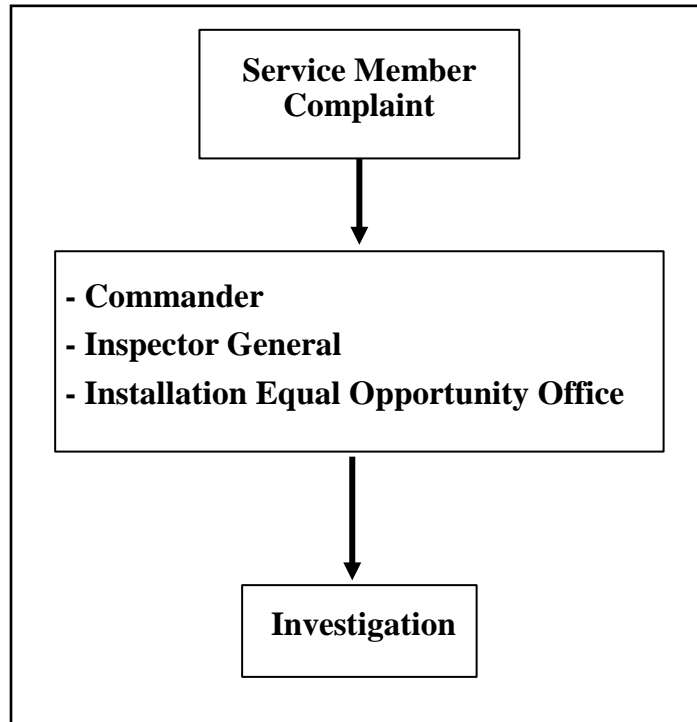 Service Member
Complaint
- Commander
- Inspector General
- Installation Equal Opportunity Office
Investigation